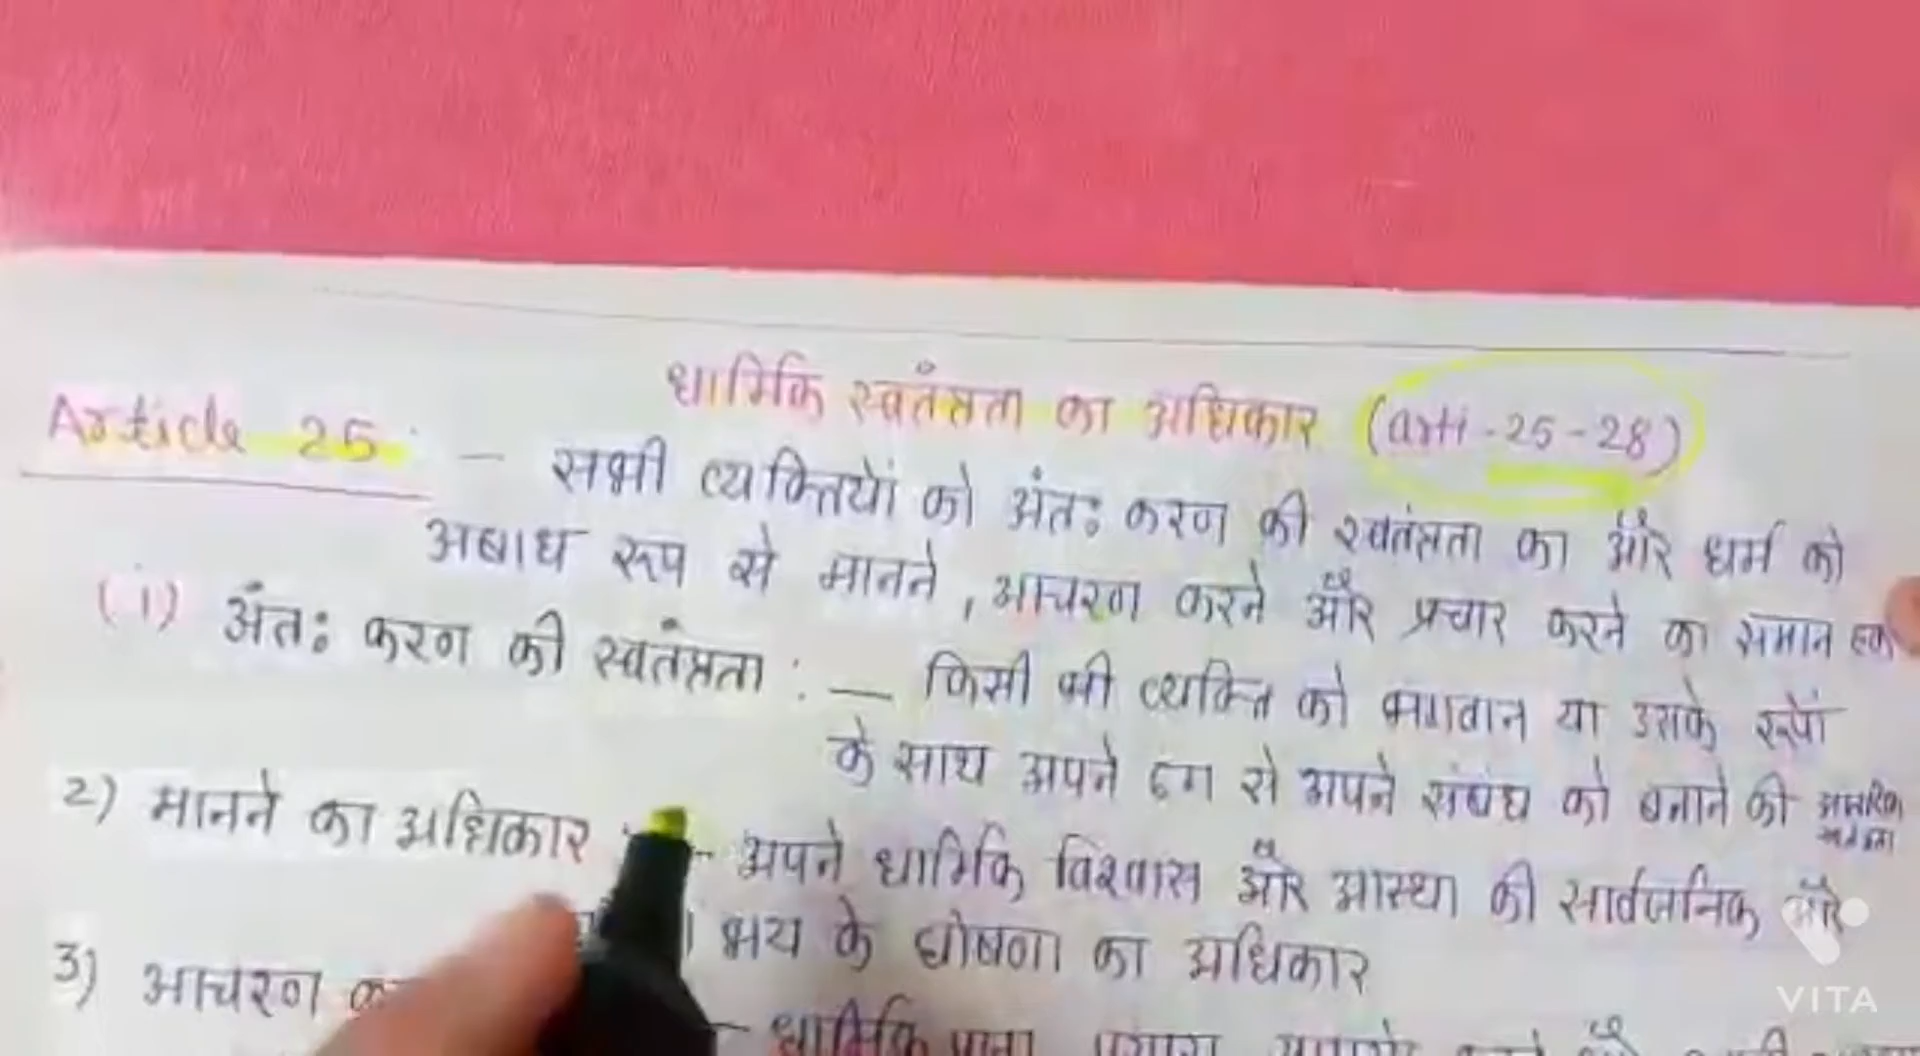 धार्मिक स्वतंत्रता का अधिकार (arti-25-28)
Article 25 - सभी व्यक्तियों को अंतः करण की स्वतंत्रता का और धर्म को
अबाध रूप से मानने, आचरण करने और प्रचार करने का समान हक
(i) अंतः करण की स्वतंत्रता : - किसी भी व्यक्ति को भगवान या उसके रूपों
के साथ अपने ढंग से अपने संबंध को बनाने की
2) मानने का अधिकार - अपने धार्मिक विश्वास और आस्था की सार्वजनिक और
भय के घोषणा का अधिकार
3) आचरण - धार्मिक
VITA